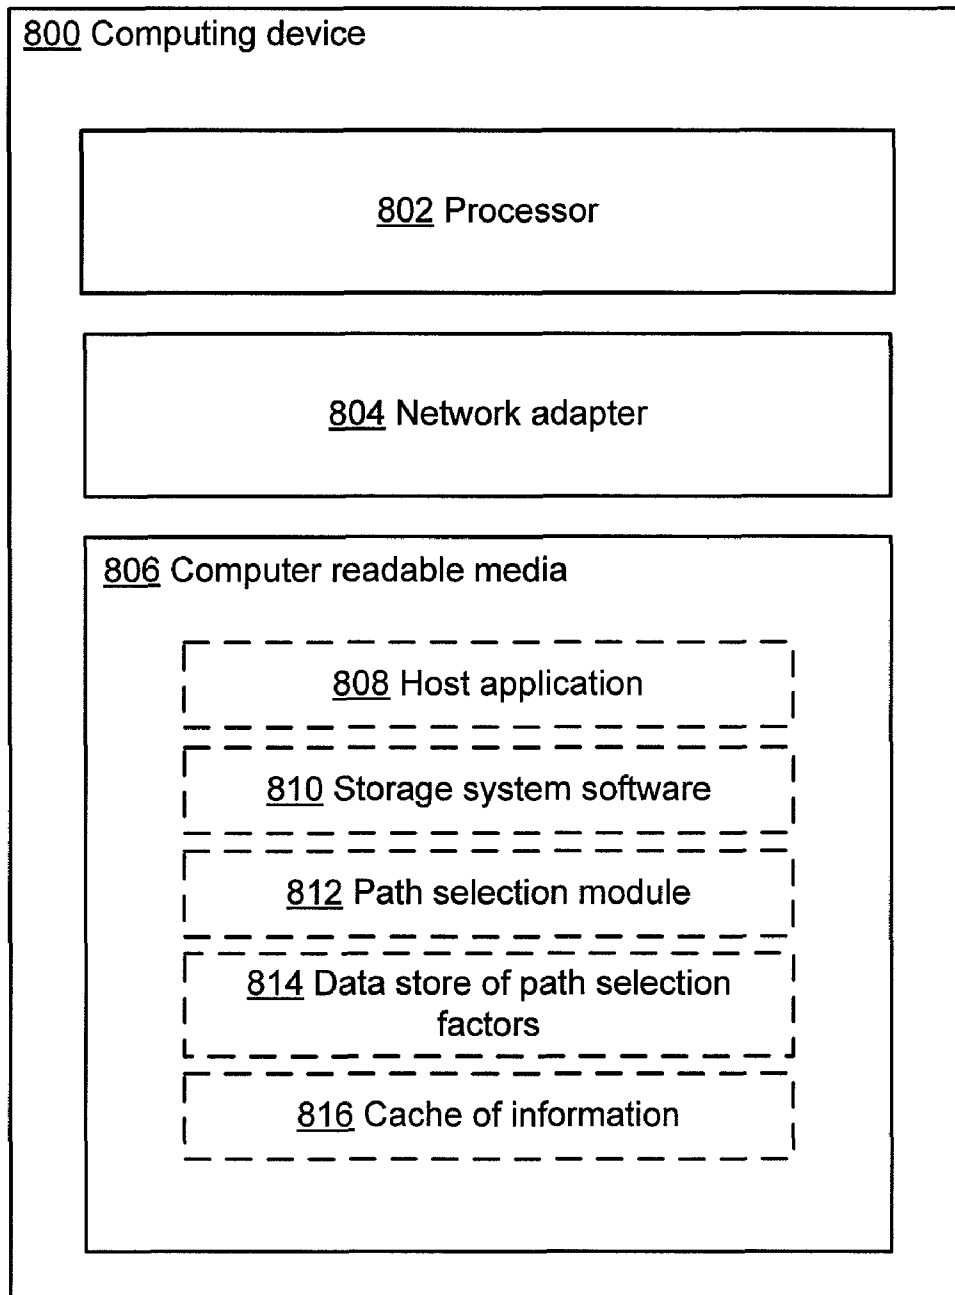 800 Computing device
802 Processor
804 Network adapter
806 Computer readable media
808 Host application
810 Storage system software
812 Path selection module
814 Data store of path selection
factors
816 Cache of information